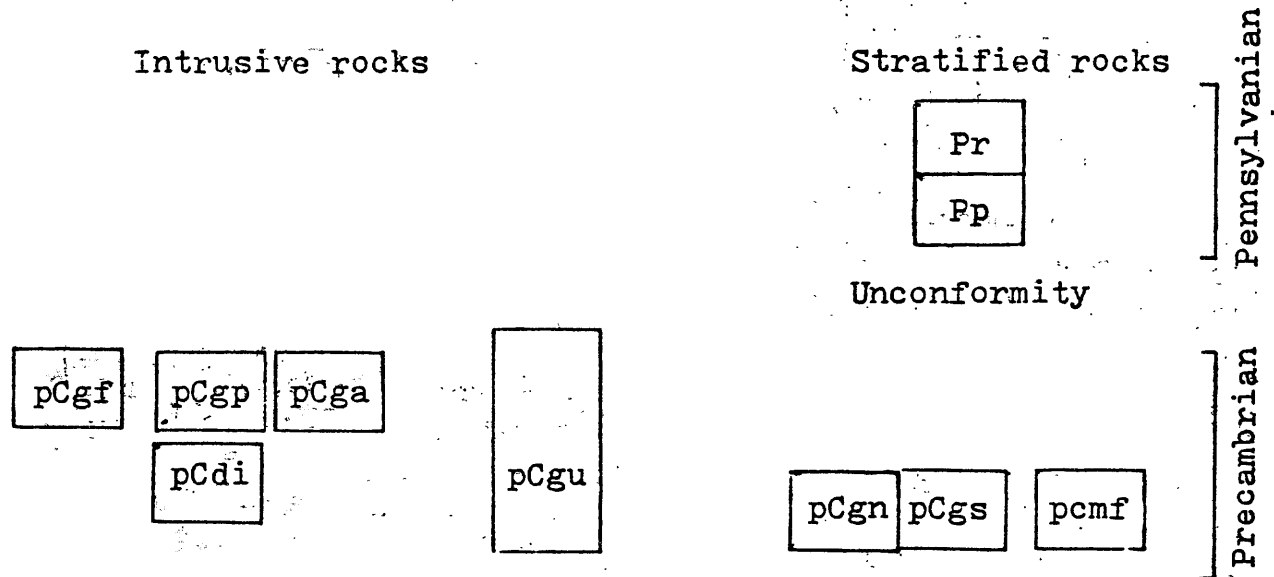 Intrusive rocks
Stratified rocks
Pennsylvanian
Pr
Pp
Unconformity
pCgf
pCgp
pCga
pCdi
pCgu
pCgn
pCgs
pcmf
Precambrian